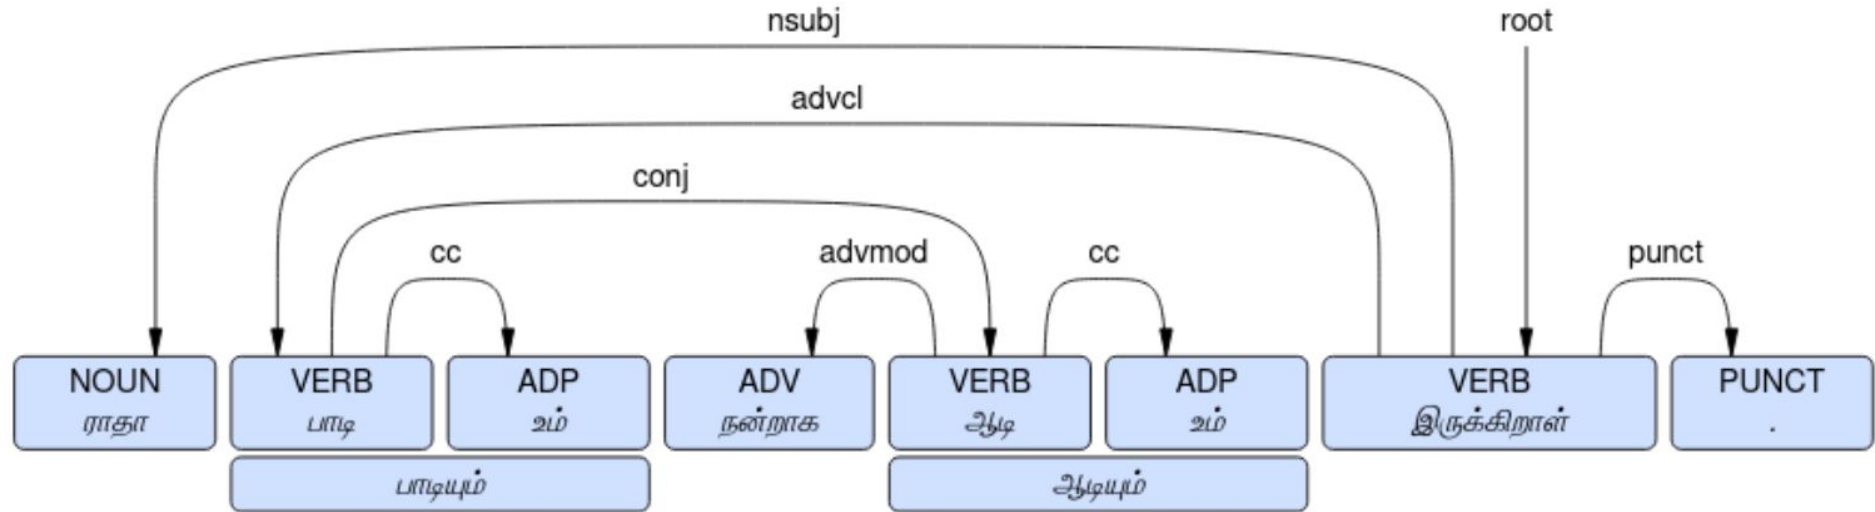 nsubj root
advcl
conj
cc advmod cc punct
NOUN VERB ADP ADV VERB ADP VERB PUNCT
ராதா பாடி உம் நன்றாக ஆடி உம் இருக்கிறாள் .
பாடியும் ஆடியும்